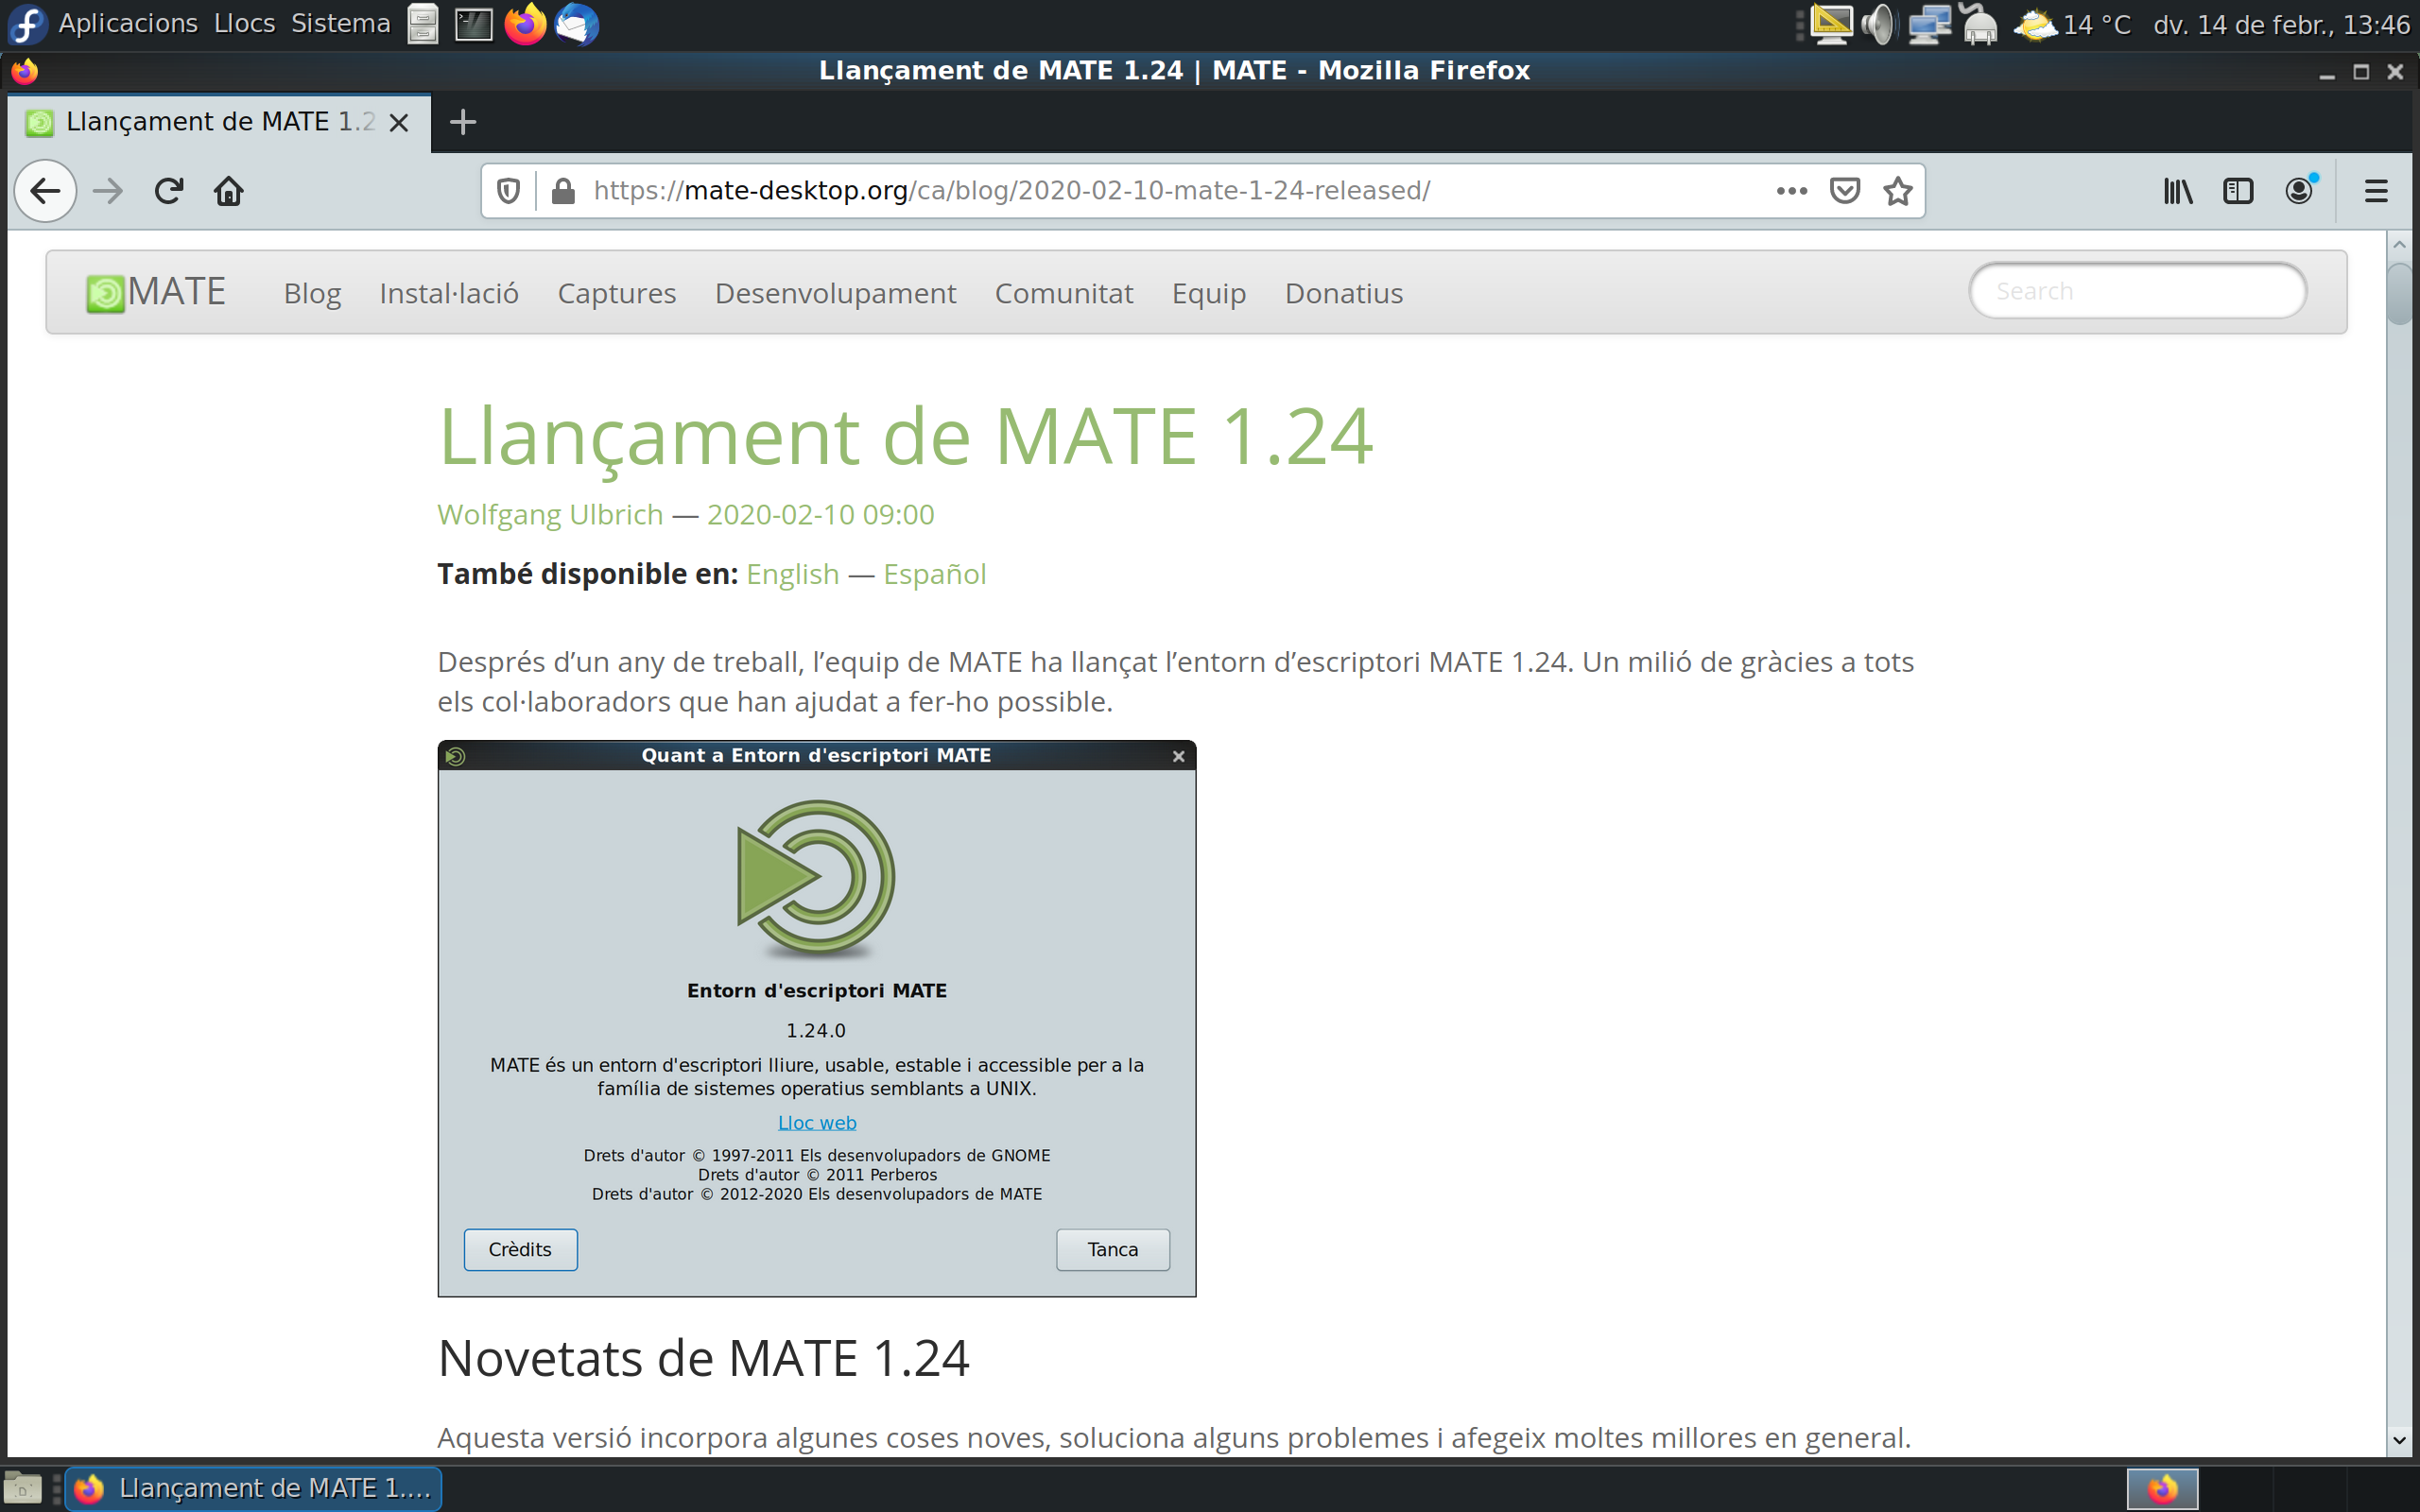 Aplicacions Llocs Sistema 14 °C dv. 14 de febr., 13:46
Llançament de MATE 1.24 | MATE - Mozilla Firefox
Llançament de MATE 1.2
https://mate-desktop.org/ca/blog/2020-02-10-mate-1-24-released/
MATE Blog Instal·lació Captures Desenvolupament Comunitat Equip Donatius Search
Llançament de MATE 1.24
Wolfgang Ulbrich — 2020-02-10 09:00
També disponible en: English — Español
Després d’un any de treball, l’equip de MATE ha llançat l’entorn d’escriptori MATE 1.24. Un milió de gràcies a tots
els col·laboradors que han ajudat a fer-ho possible.
Quant a Entorn d'escriptori MATE
Entorn d'escriptori MATE
1.24.0
MATE és un entorn d'escriptori lliure, usable, estable i accessible per a la
família de sistemes operatius semblants a UNIX.
Lloc web
Drets d'autor © 1997-2011 Els desenvolupadors de GNOME
Drets d'autor © 2011 Perberos
Drets d'autor © 2012-2020 Els desenvolupadors de MATE
Crèdits Tanca
Novetats de MATE 1.24
Aquesta versió incorpora algunes coses noves, soluciona alguns problemes i afegeix moltes millores en general.
Llançament de MATE 1....